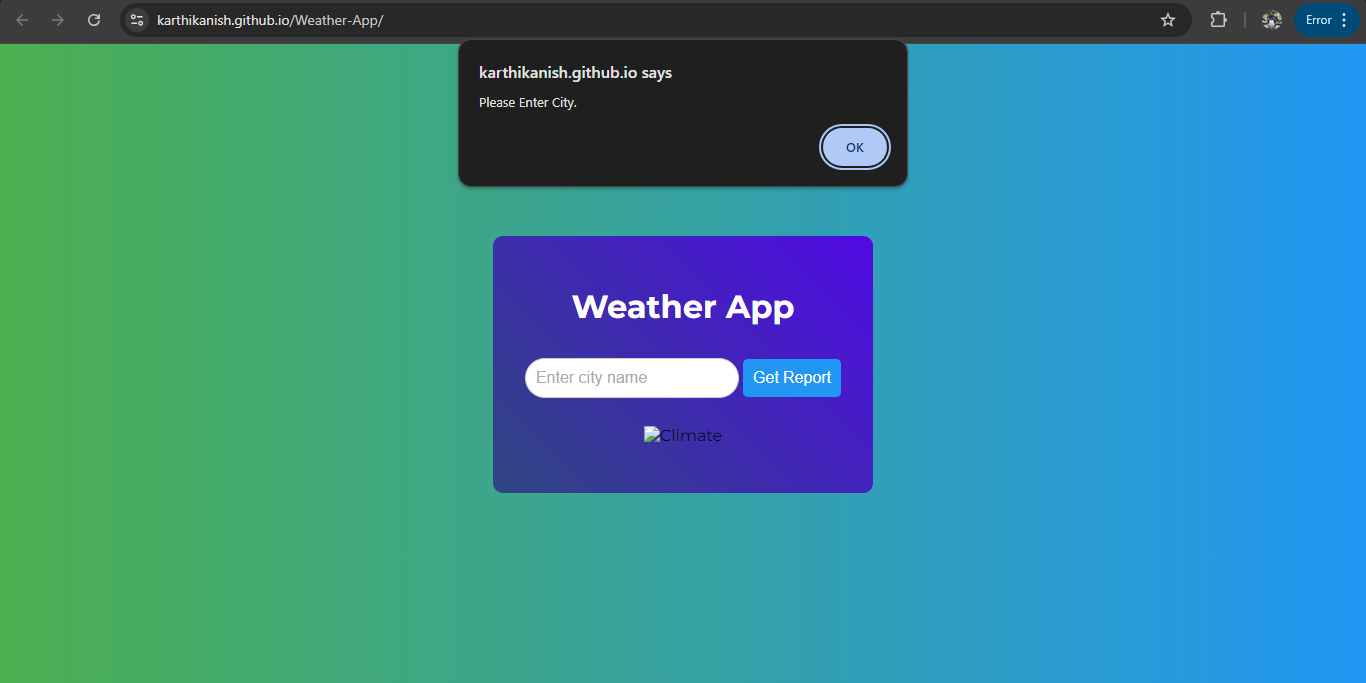 karthikanish.github.io/Weather-App/
Error
karthikanish.github.io says
Please Enter City.
OK
Weather App
Enter city name
Get Report
Climate